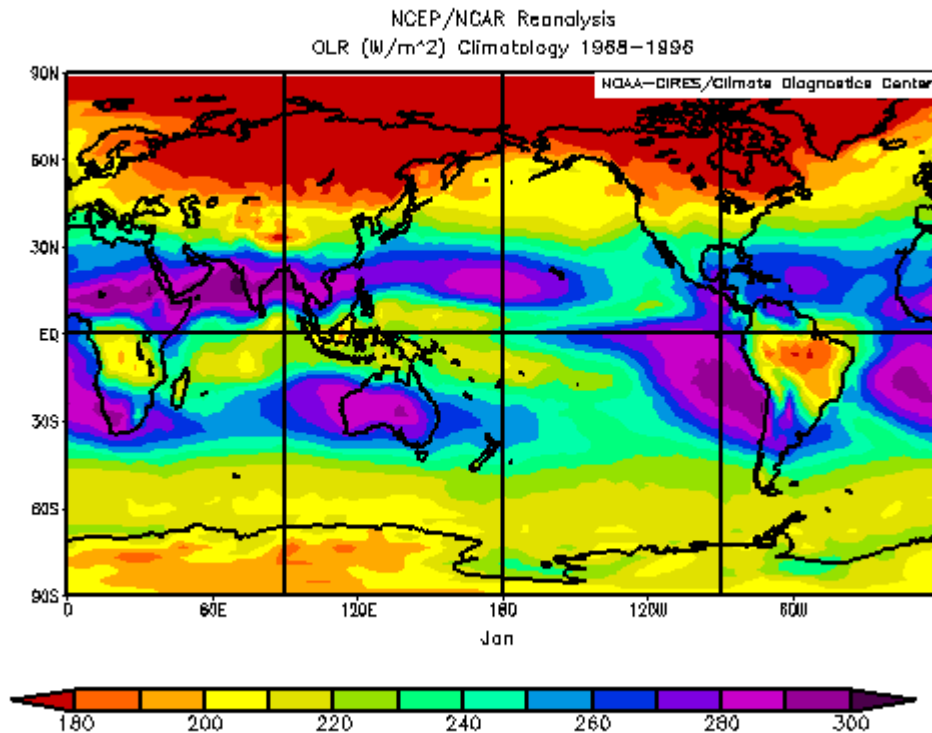 NCEP/NCAR Reanalysis
OLR (W/m^2) Climatology 1968-1996
90N
NOAA-CIRES/Climate Diagnostics Center
60N
30N
EQ
30S
60S
90S
0 60E 120E 180 120W 60W
Jan
180 200 220 240 260 280 300